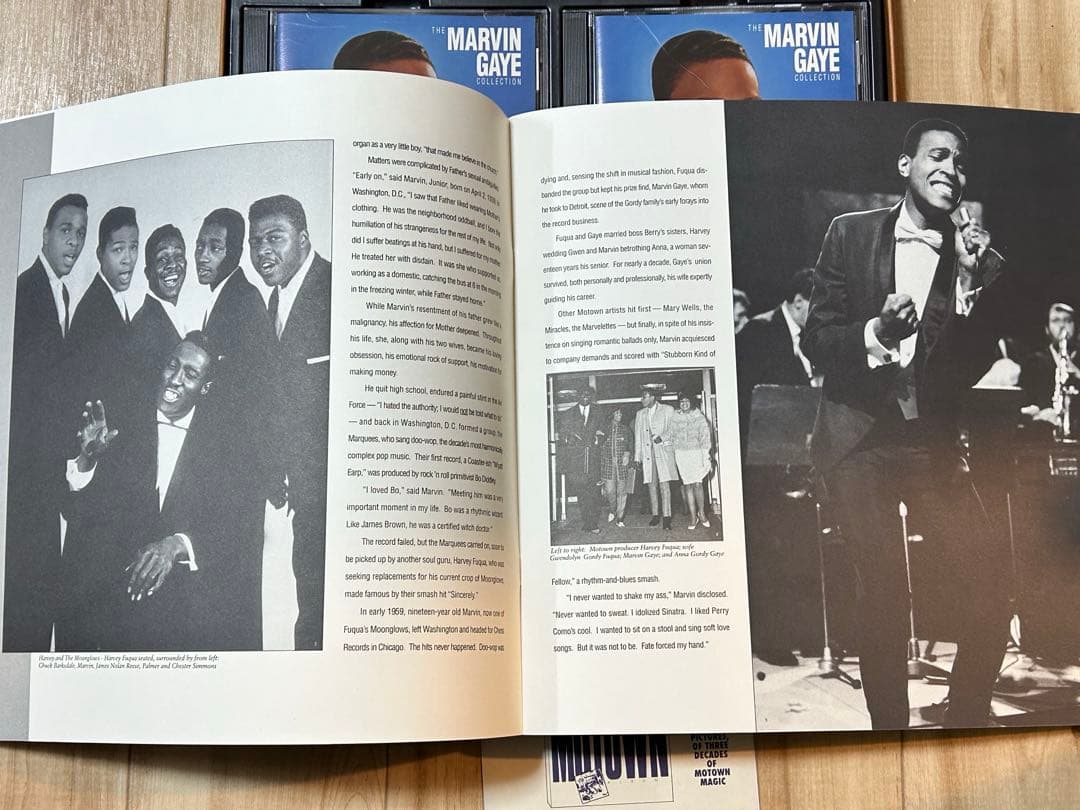 THE MARVIN
GAYE
COLLECTION
THE MARVIN
GAYE
COLLECTION
organ as a very little boy, "that made me believe in the church."
Matters were complicated by Father's sexual
"Early on," said Marvin, Junior, born on April 2, 1939, in
Washington, D.C., "I saw that Father liked wearing Mother's
clothing. He was the neighborhood oddball, and I bore the
humiliation of his strangeness for the rest of my life. Not only
did I suffer beatings at his hand, but I suffered for my mother.
He treated her with disdain. It was she who supported us,
working as a domestic, catching the bus at 6 in the morning
in the freezing winter, while Father stayed home."
While Marvin's resentment of his father grew into a
malignancy, his affection for Mother deepened. Throughout
his life, she, along with his two wives, became his loving
obsession, his emotional rock of support, his motivation for
making money.
He quit high school, endured a painful stint in the Air
Force — "I hated the authority; I would not be told what to do"
— and back in Washington, D.C. formed a group, the
Marquees, who sang doo-wop, the decade's most harmonically
complex pop music. Their first record, a Coaster-ish "Wyatt
Earp," was produced by rock 'n roll primitivist Bo Diddley.
"I loved Bo," said Marvin. "Meeting him was a very
important moment in my life. Bo was a rhythmic wizard.
Like James Brown, he was a certified witch doctor."
The record failed, but the Marquees carried on, soon to
be picked up by another soul guru, Harvey Fuqua, who was
seeking replacements for his current crop of Moonglows,
made famous by their smash hit "Sincerely."
In early 1959, nineteen-year old Marvin, now one of
Fuqua's Moonglows, left Washington and headed for Chess
Records in Chicago. The hits never happened. Doo-wop was
Harvey and The Moonglows - Harvey Fuqua seated, surrounded by from left:
Chuck Barksdale, Marvin, James Nolan Reese, Palmer and Chester Simmons
dying and, sensing the shift in musical fashion, Fuqua dis-
banded the group but kept his prize find, Marvin Gaye, whom
he took to Detroit, scene of the Gordy family's early forays into
the record business.
Fuqua and Gaye married boss Berry's sisters, Harvey
wedding Gwen and Marvin betrothing Anna, a woman sev-
enteen years his senior. For nearly a decade, Gaye's union
survived, both personally and professionally, his wife expertly
guiding his career.
Other Motown artists hit first — Mary Wells, the
Miracles, the Marvelettes — but finally, in spite of his insis-
tence on singing romantic ballads only, Marvin acquiesced
to company demands and scored with "Stubborn Kind of
Left to right: Motown producer Harvey Fuqua; wife
Gwendolyn Gordy Fuqua; Marvin Gaye; and Anna Gordy Gaye
Fellow," a rhythm-and-blues smash.
"I never wanted to shake my ass," Marvin disclosed.
"Never wanted to sweat. I idolized Sinatra. I liked Perry
Como's cool. I wanted to sit on a stool and sing soft love
songs. But it was not to be. Fate forced my hand."
MOTOWN
PICTURES,
OF THREE
DECADES
OF
MOTOWN
MAGIC